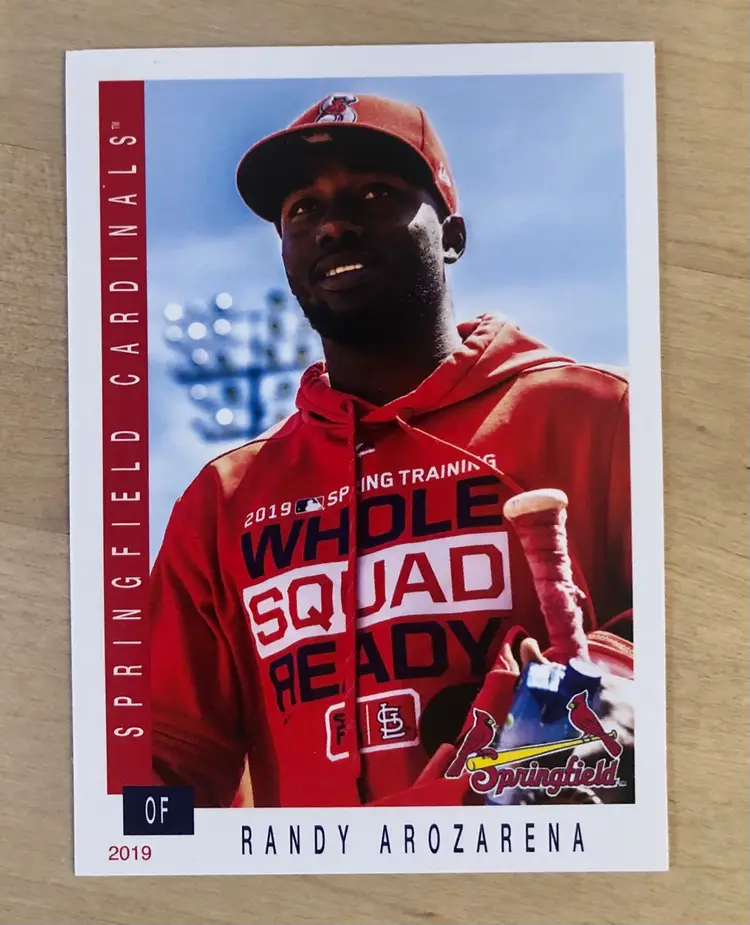 SPRINGFIELD CARDINALS™
2019 SPRING TRAINING
WHOLE
SQUAD
READY
Springfield
OF
2019
RANDY AROZARENA